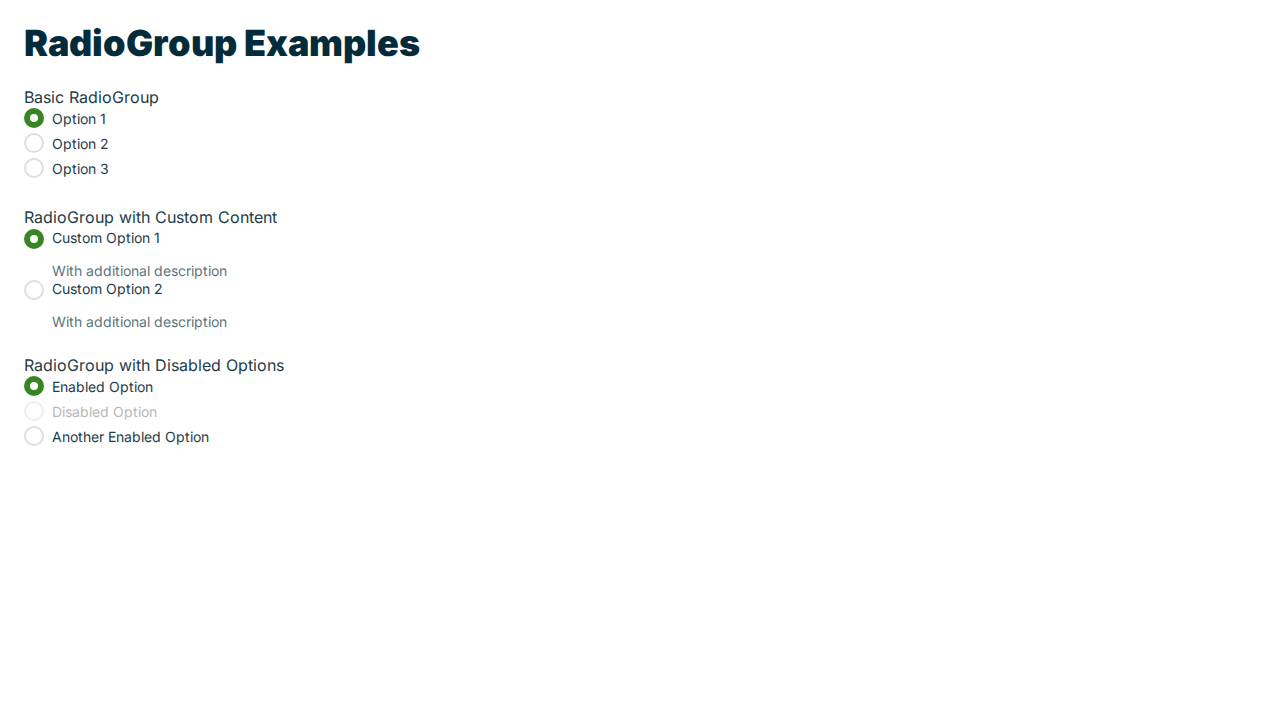 RadioGroup Examples
Basic RadioGroup
Option 1
Option 2
Option 3
RadioGroup with Custom Content
Custom Option 1
With additional description
Custom Option 2
With additional description
RadioGroup with Disabled Options
Enabled Option
Disabled Option
Another Enabled Option